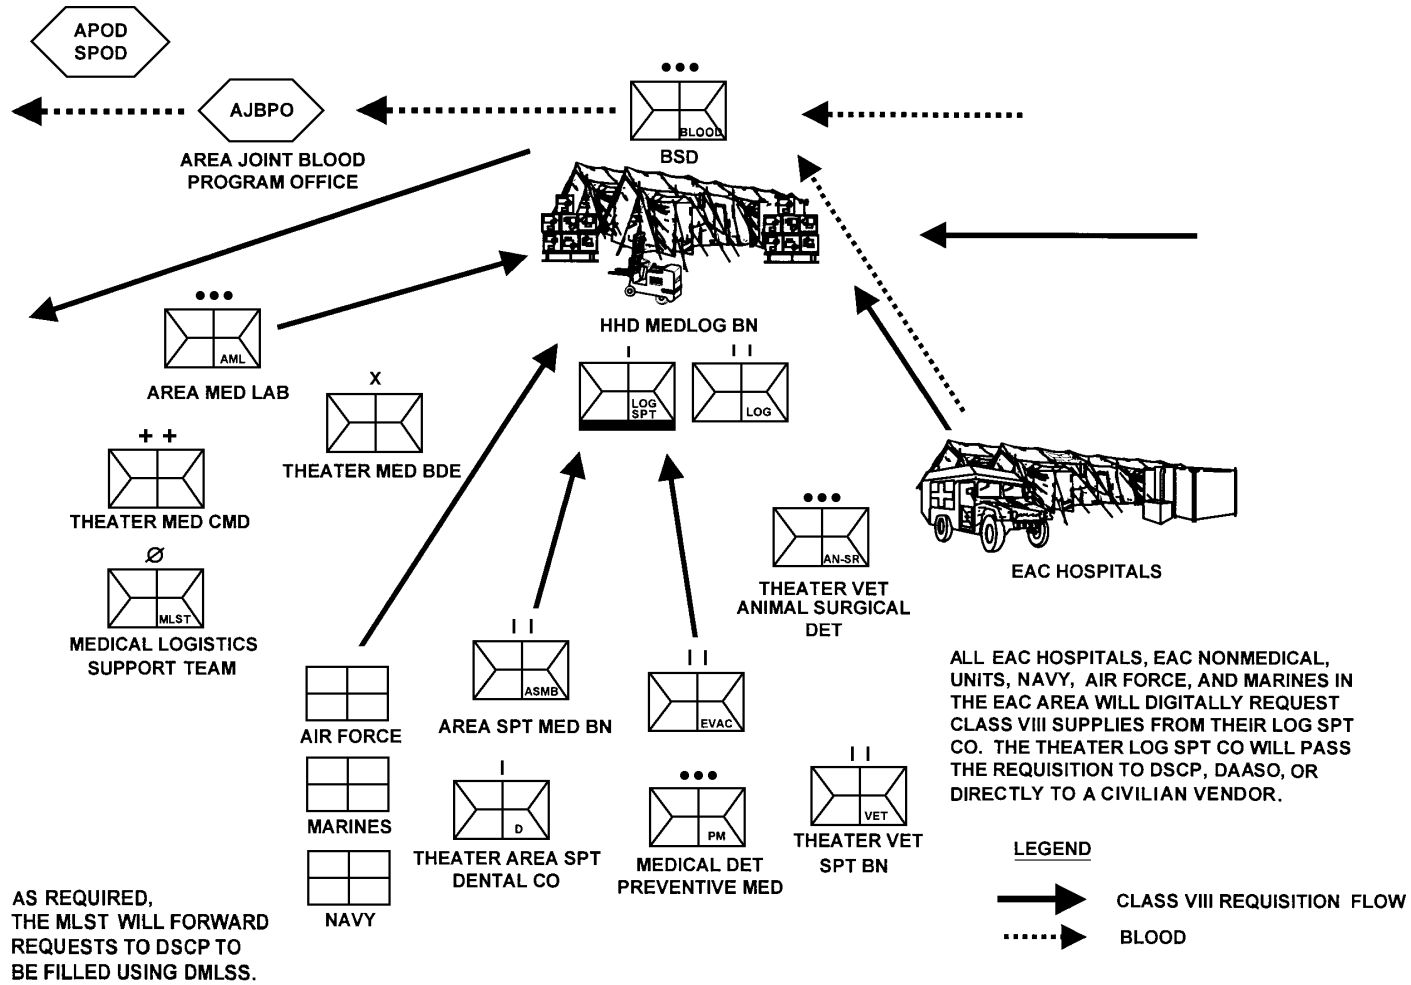 APOD
SPOD
AJBPO
AREA JOINT BLOOD
PROGRAM OFFICE
BLOOD
BSD
HHD MEDLOG BN
AML
AREA MED LAB
X
THEATER MED BDE
I
LOG
SPT
I I
LOG
+ +
THEATER MED CMD
Ø
MLST
MEDICAL LOGISTICS
SUPPORT TEAM
AN-SR
THEATER VET
ANIMAL SURGICAL
DET
EAC HOSPITALS
AIR FORCE
MARINES
NAVY
I I
ASMB
AREA SPT MED BN
I I
EVAC
I
D
THEATER AREA SPT
DENTAL CO
PM
MEDICAL DET
PREVENTIVE MED
I I
VET
THEATER VET
SPT BN
ALL EAC HOSPITALS, EAC NONMEDICAL,
UNITS, NAVY, AIR FORCE, AND MARINES IN
THE EAC AREA WILL DIGITALLY REQUEST
CLASS VIII SUPPLIES FROM THEIR LOG SPT
CO. THE THEATER LOG SPT CO WILL PASS
THE REQUISITION TO DSCP, DAASO, OR
DIRECTLY TO A CIVILIAN VENDOR.
LEGEND
CLASS VIII REQUISITION FLOW
BLOOD
AS REQUIRED,
THE MLST WILL FORWARD
REQUESTS TO DSCP TO
BE FILLED USING DMLSS.